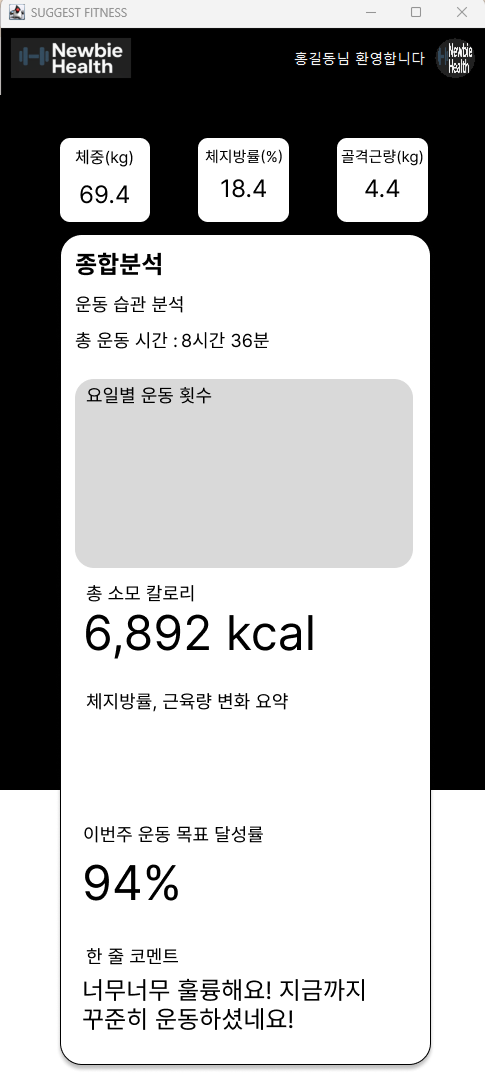 SUGGEST FITNESS
Newbie
Health
홍길동님 환영합니다
Newbie
Health
체중(kg)
69.4
체지방률(%)
18.4
골격근량(kg)
4.4
종합분석
운동 습관 분석
총 운동 시간 : 8시간 36분
요일별 운동 횟수
총 소모 칼로리
6,892 kcal
체지방률, 근육량 변화 요약
이번주 운동 목표 달성률
94%
한 줄 코멘트
너무너무 훌륭해요! 지금까지
꾸준히 운동하셨네요!